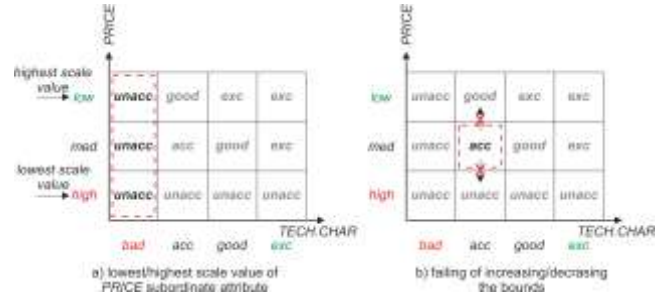 PRICE
highest scale
value
low unacc good exc exc
med unacc acc good exc
lowest scale
value
high unacc unacc unacc unacc
TECH.CHAR
bad acc good exc
a) lowest/highest scale value of
PRICE subordinate attribute
PRICE
low unacc good exc exc
med unacc acc good exc
high unacc unacc unacc unacc
TECH.CHAR
bad acc good exc
b) failing of increasing/decrasing
the bounds